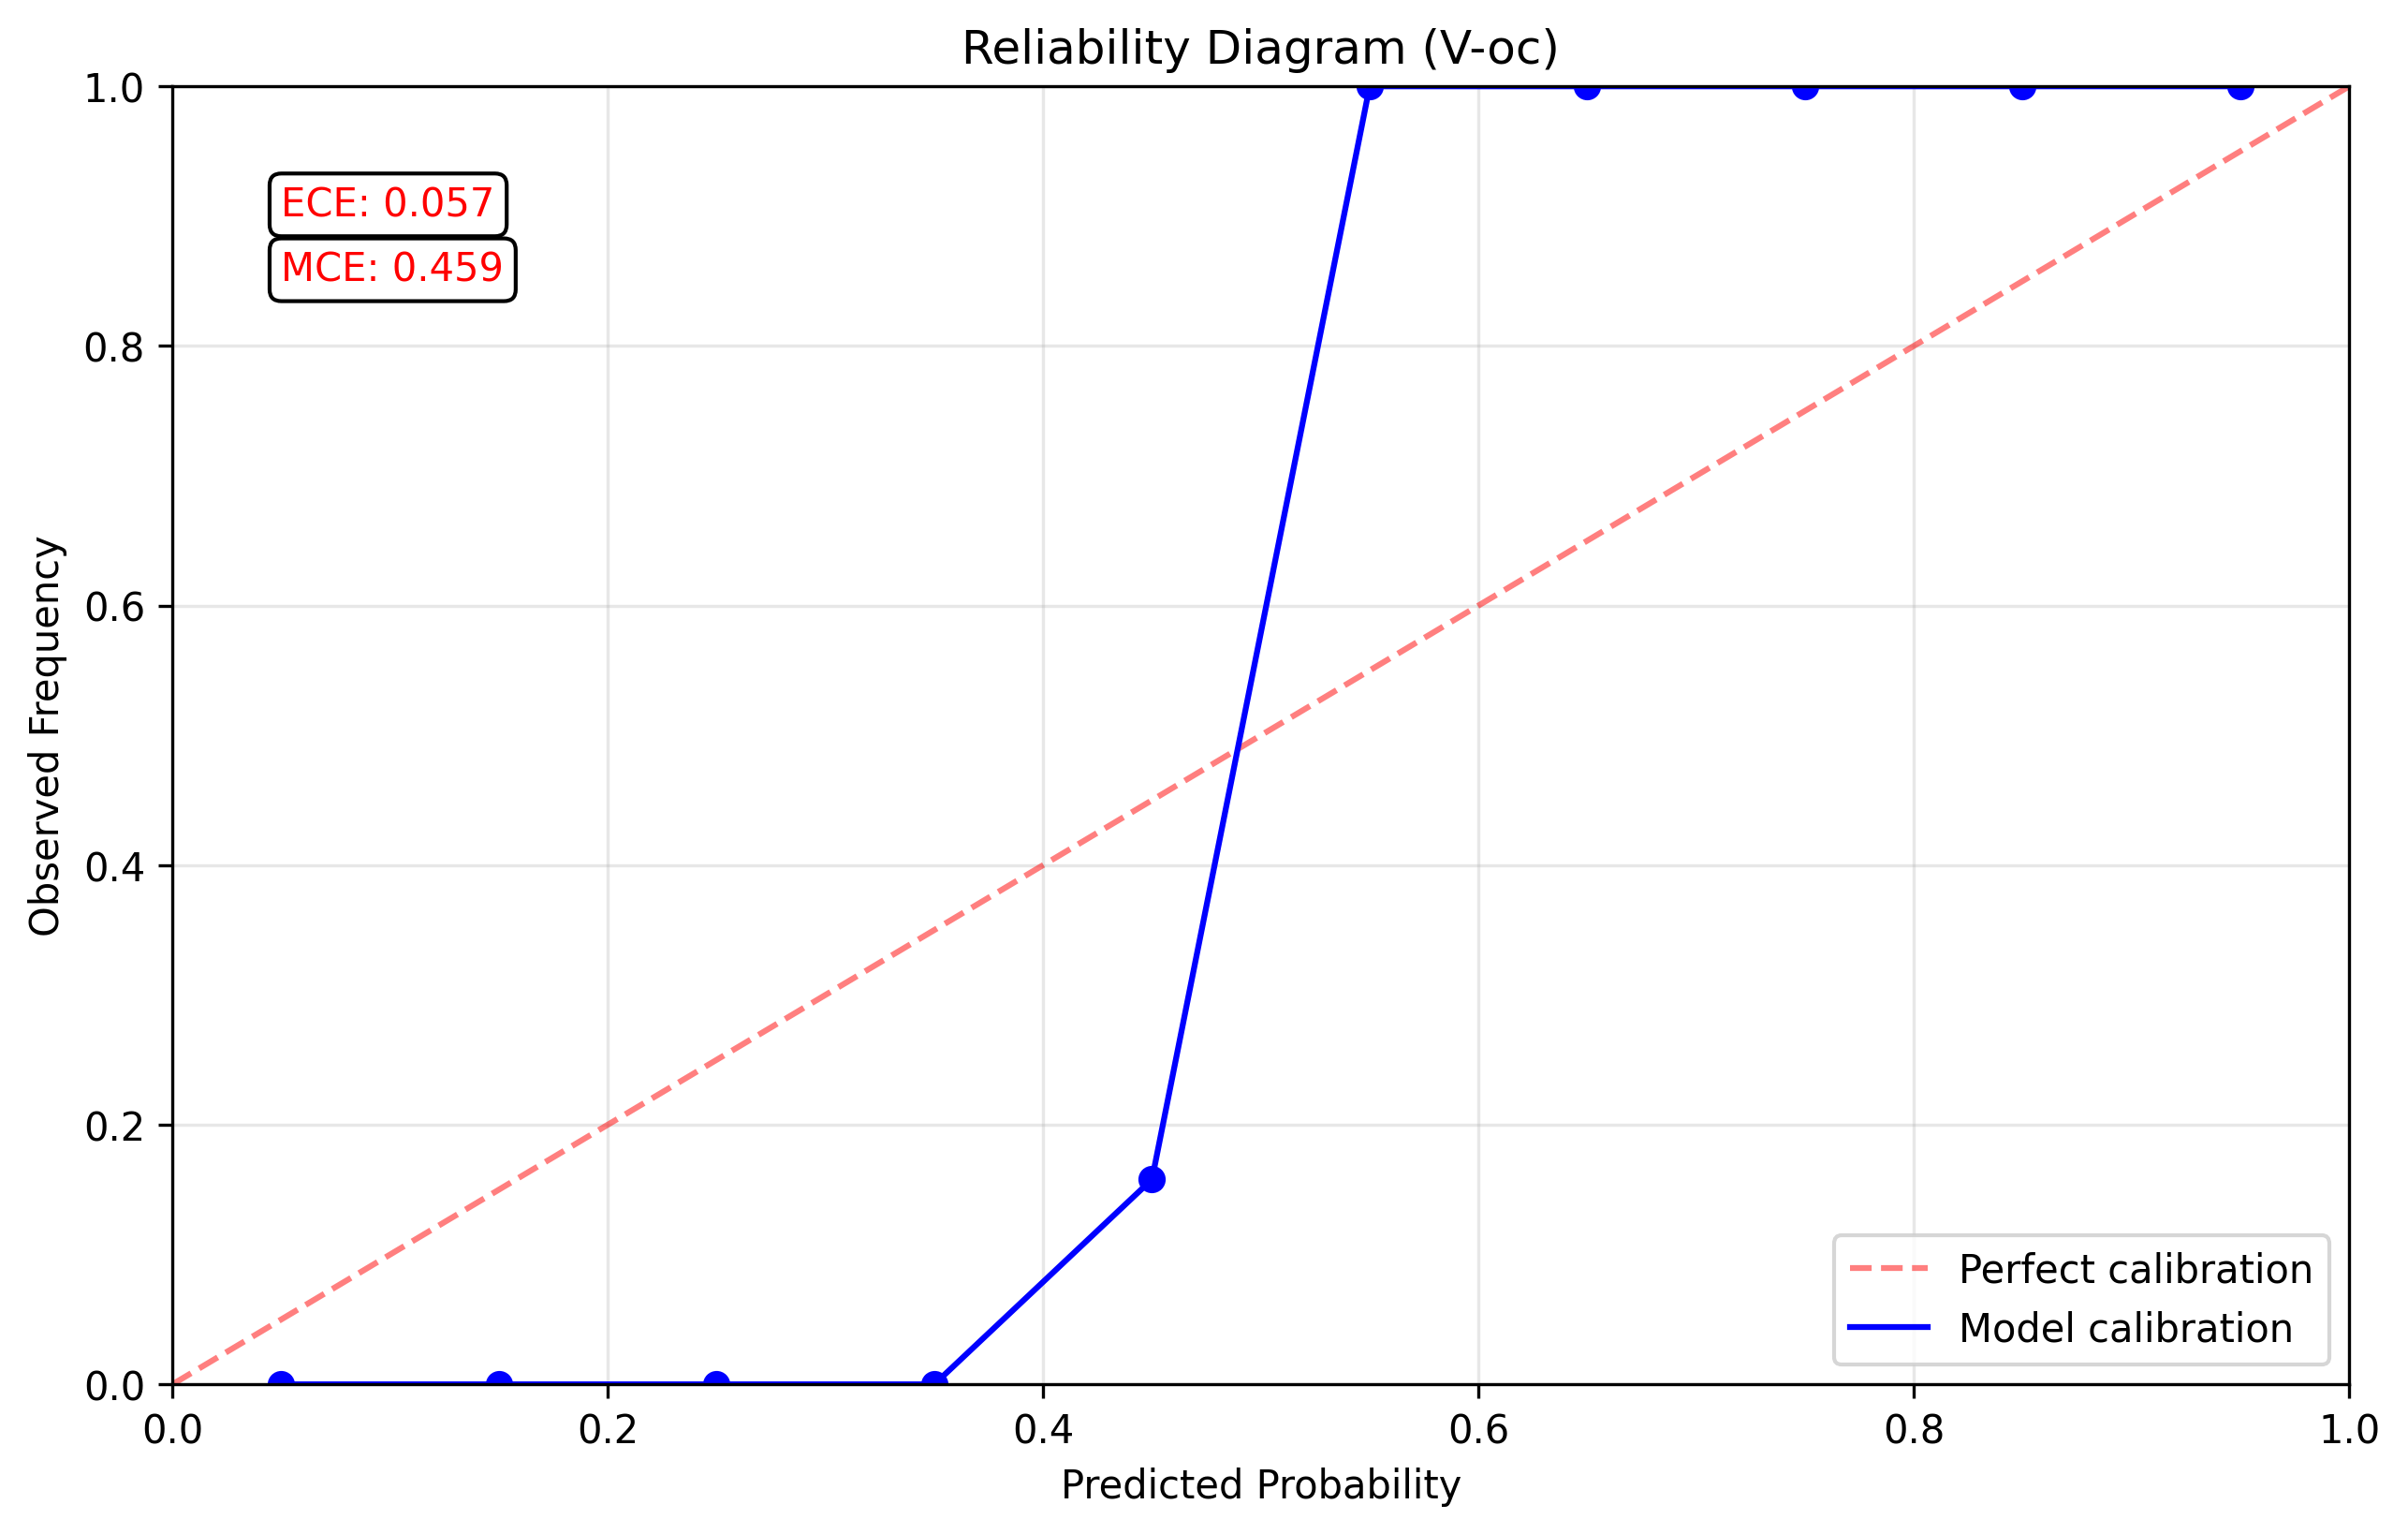 Reliability Diagram (V-oc)
1.0
0.8
0.6
0.4
0.2
0.0
Observed Frequency
ECE: 0.057
MCE: 0.459
Perfect calibration
Model calibration
0.0 0.2 0.4 0.6 0.8 1.0
Predicted Probability